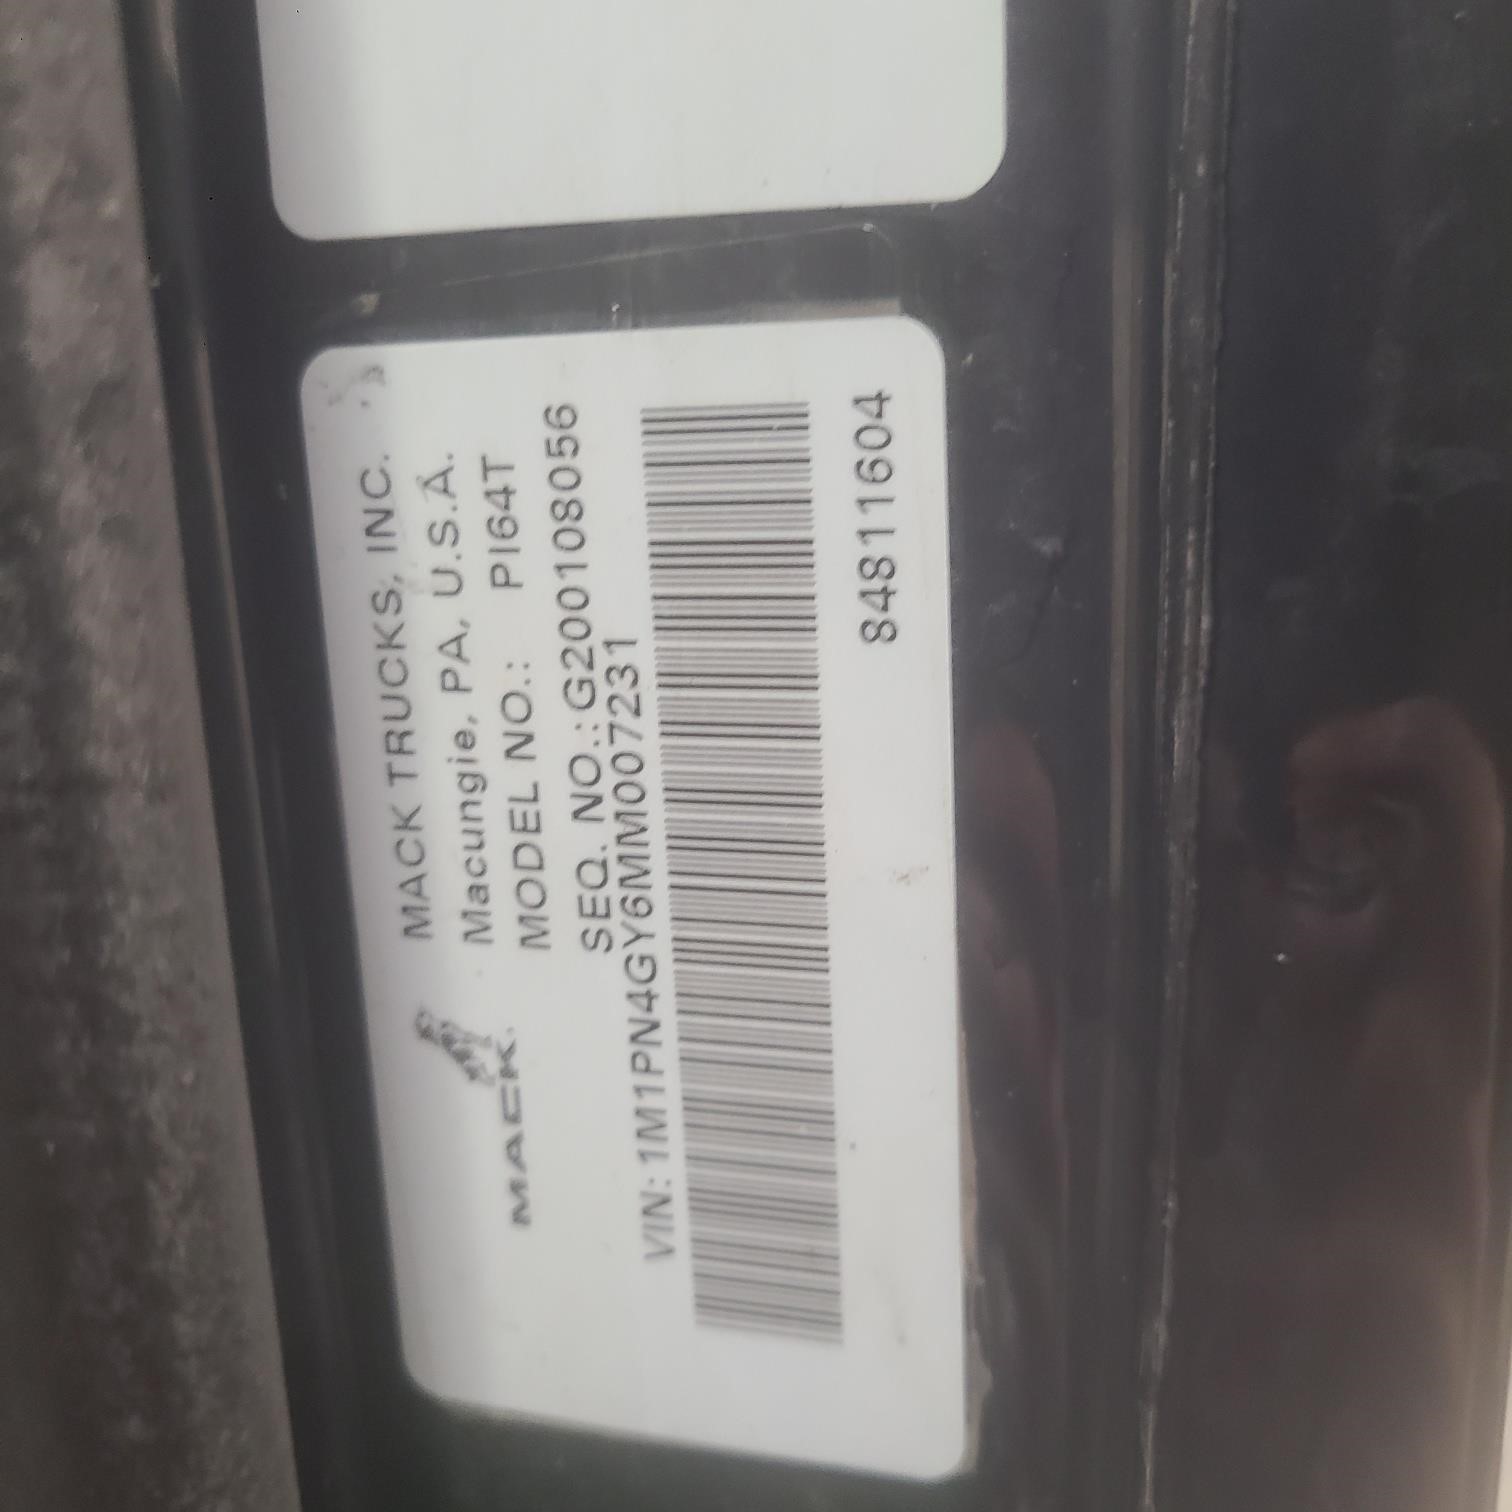 MACK TRUCKS, INC.
Macungie, PA, U.S.A.
MACK.
MODEL NO.: PI64T
SEQ. NO.:G200108056
VIN: 1M1PN4GY6MM007231
84811604